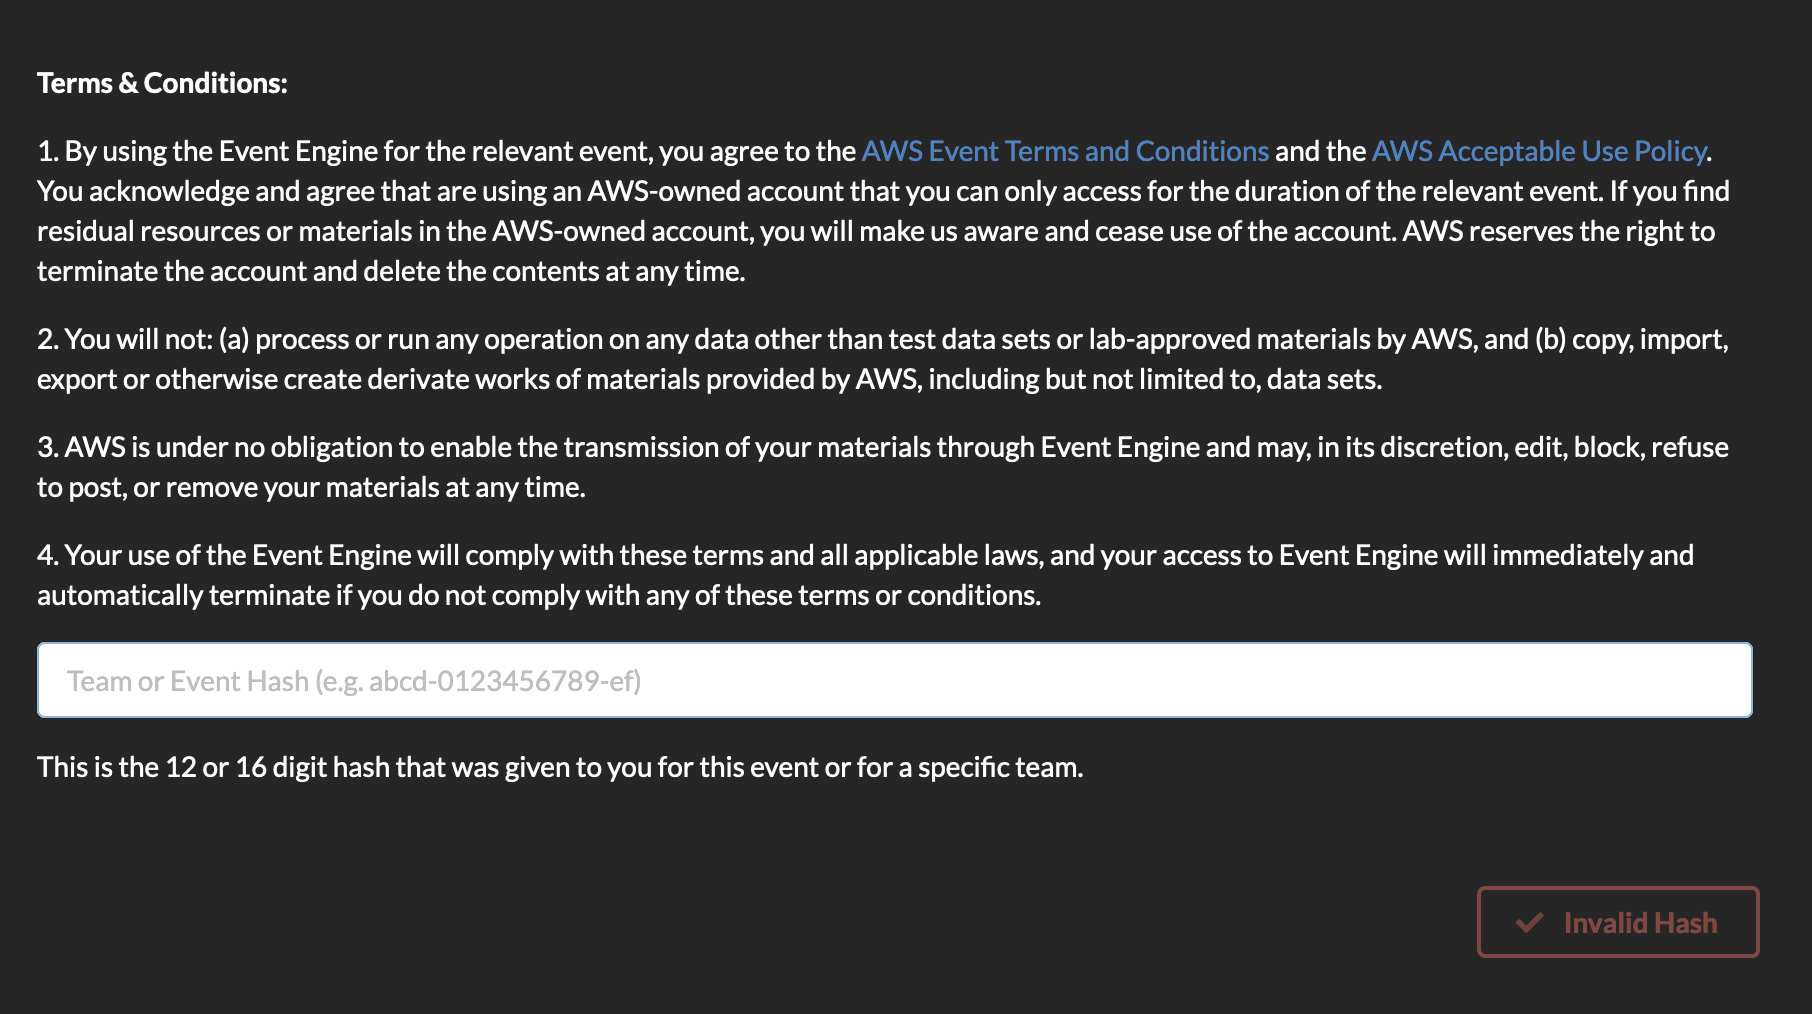 Terms & Conditions:
1. By using the Event Engine for the relevant event, you agree to the AWS Event Terms and Conditions and the AWS Acceptable Use Policy.
You acknowledge and agree that are using an AWS-owned account that you can only access for the duration of the relevant event. If you find
residual resources or materials in the AWS-owned account, you will make us aware and cease use of the account. AWS reserves the right to
terminate the account and delete the contents at any time.
2. You will not: (a) process or run any operation on any data other than test data sets or lab-approved materials by AWS, and (b) copy, import,
export or otherwise create derivate works of materials provided by AWS, including but not limited to, data sets.
3. AWS is under no obligation to enable the transmission of your materials through Event Engine and may, in its discretion, edit, block, refuse
to post, or remove your materials at any time.
4. Your use of the Event Engine will comply with these terms and all applicable laws, and your access to Event Engine will immediately and
automatically terminate if you do not comply with any of these terms or conditions.
Team or Event Hash (e.g. abcd-0123456789-ef)
This is the 12 or 16 digit hash that was given to you for this event or for a specific team.
Invalid Hash